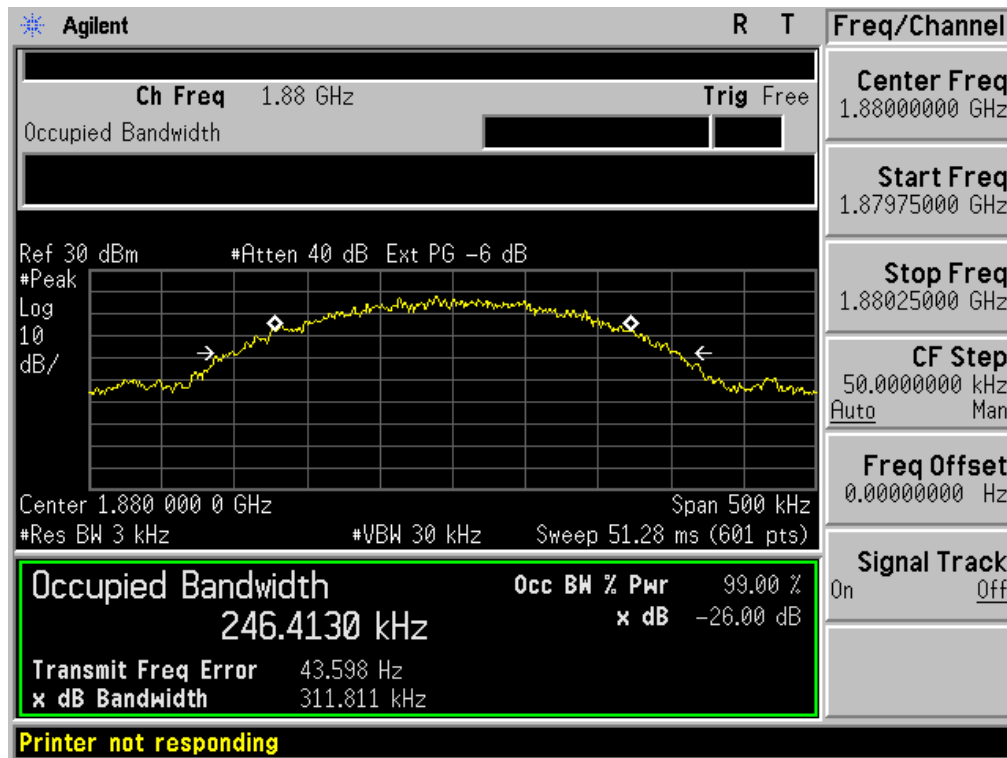 Agilent R T
Freq/Channel
Ch Freq 1.88 GHz Trig Free
Occupied Bandwidth
Center Freq
1.88000000 GHz
Start Freq
1.87975000 GHz
Stop Freq
1.88025000 GHz
CF Step
50.0000000 kHz
Auto Man
Freq Offset
0.00000000 Hz
Signal Track
On Off
Ref 30 dBm #Atten 40 dB Ext PG -6 dB
#Peak
Log
10
dB/
Center 1.880 000 0 GHz Span 500 kHz
#Res BW 3 kHz #VBW 30 kHz Sweep 51.28 ms (601 pts)
Occupied Bandwidth
246.4130 kHz
Occ BW % Pwr 99.00 %
x dB -26.00 dB
Transmit Freq Error 43.598 Hz
x dB Bandwidth 311.811 kHz
Printer not responding